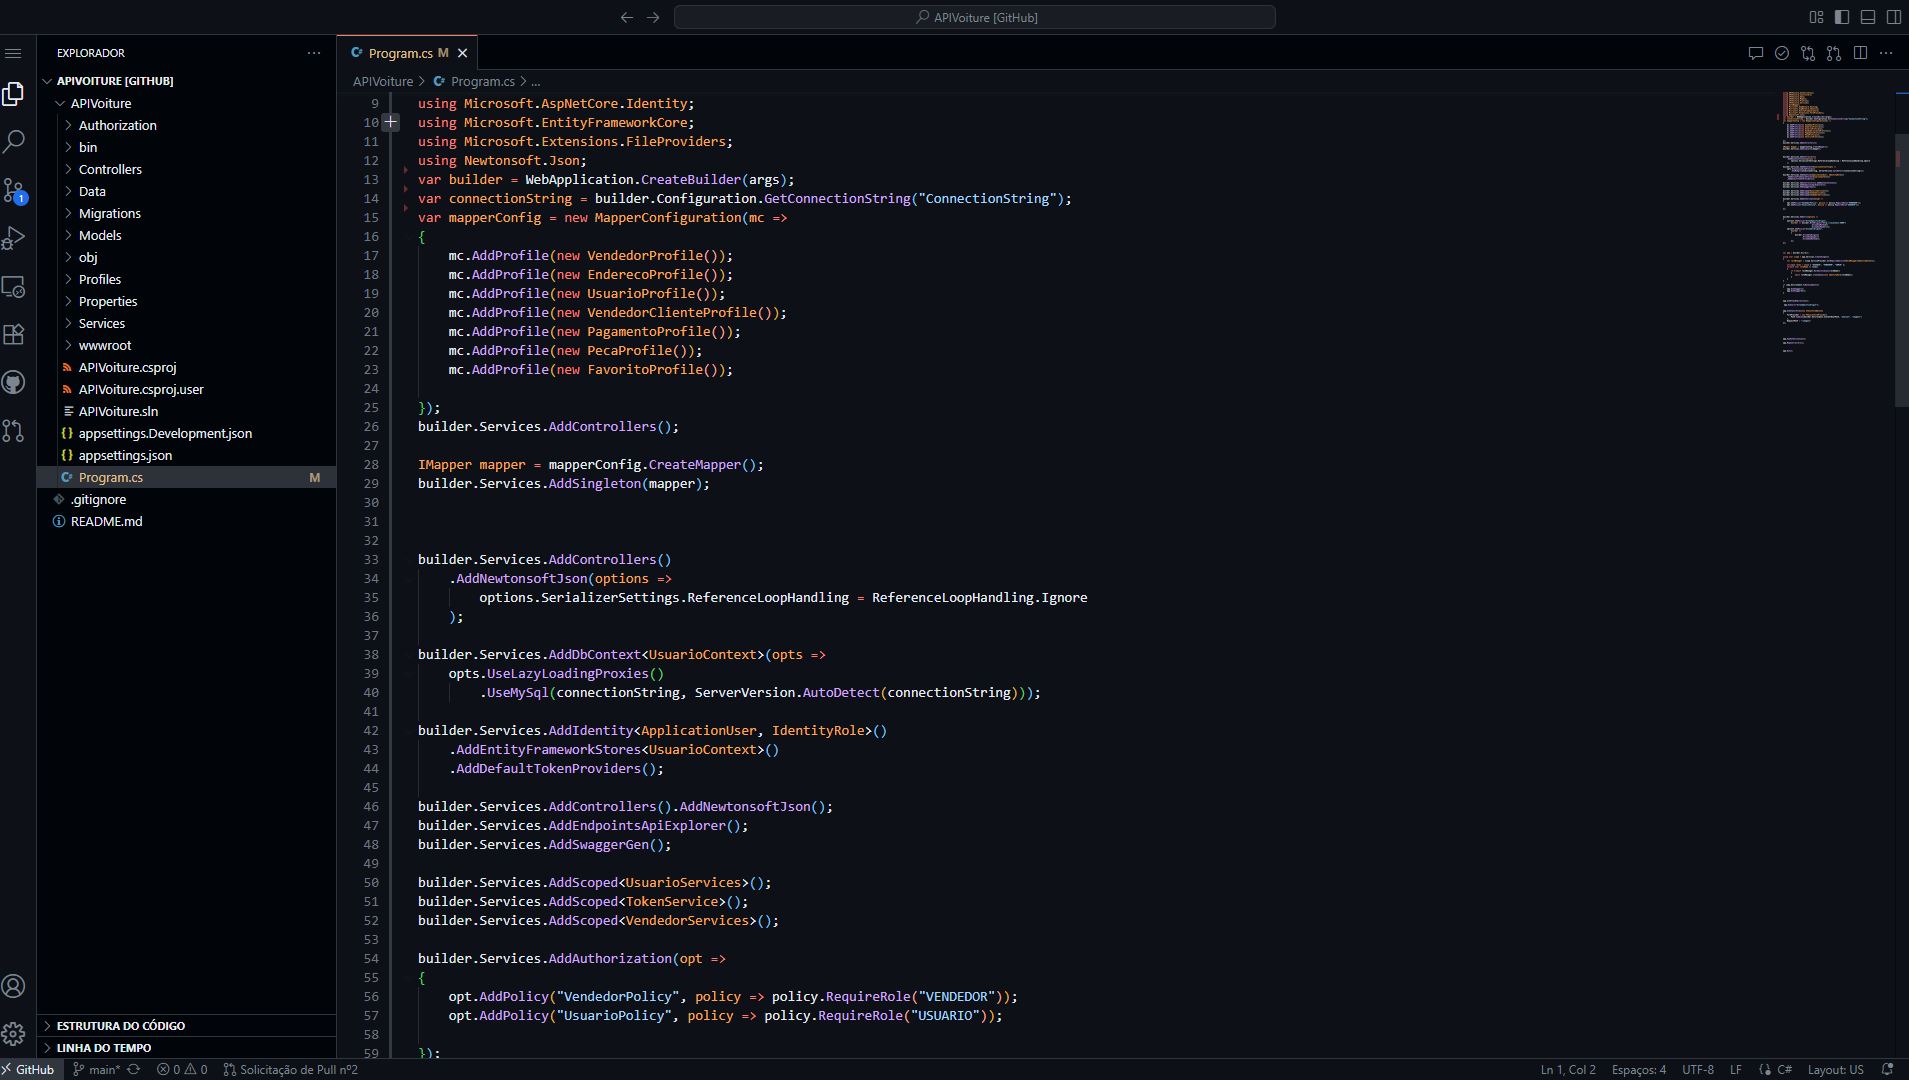 APIVoiture [GitHub]
EXPLORADOR
APIVOITURE [GITHUB]
APIVoiture
Authorization
bin
Controllers
Data
Migrations
Models
obj
Profiles
Properties
Services
wwwroot
APIVoiture.csproj
APIVoiture.csproj.user
APIVoiture.sln
appsettings.Development.json
appsettings.json
Program.cs M
.gitignore
README.md
ESTRUTURA DO CÓDIGO
LINHA DO TEMPO
1
Program.cs M
APIVoiture > Program.cs > ...
9 using Microsoft.AspNetCore.Identity;
10 using Microsoft.EntityFrameworkCore;
11 using Microsoft.Extensions.FileProviders;
12 using Newtonsoft.Json;
13 var builder = WebApplication.CreateBuilder(args);
14 var connectionString = builder.Configuration.GetConnectionString("ConnectionString");
15 var mapperConfig = new MapperConfiguration(mc =>
16 {
17 mc.AddProfile(new VendedorProfile());
18 mc.AddProfile(new EnderecoProfile());
19 mc.AddProfile(new UsuarioProfile());
20 mc.AddProfile(new VendedorClienteProfile());
21 mc.AddProfile(new PagamentoProfile());
22 mc.AddProfile(new PecaProfile());
23 mc.AddProfile(new FavoritoProfile());
24
25 });
26 builder.Services.AddControllers();
27
28 IMapper mapper = mapperConfig.CreateMapper();
29 builder.Services.AddSingleton(mapper);
30
31
32
33 builder.Services.AddControllers()
34 .AddNewtonsoftJson(options =>
35 options.SerializerSettings.ReferenceLoopHandling = ReferenceLoopHandling.Ignore
36 );
37
38 builder.Services.AddDbContext<UsuarioContext>(opts =>
39 opts.UseLazyLoadingProxies()
40 .UseMySql(connectionString, ServerVersion.AutoDetect(connectionString)));
41
42 builder.Services.AddIdentity<ApplicationUser, IdentityRole>()
43 .AddEntityFrameworkStores<UsuarioContext>()
44 .AddDefaultTokenProviders();
45
46 builder.Services.AddControllers().AddNewtonsoftJson();
47 builder.Services.AddEndpointsApiExplorer();
48 builder.Services.AddSwaggerGen();
49
50 builder.Services.AddScoped<UsuarioServices>();
51 builder.Services.AddScoped<TokenService>();
52 builder.Services.AddScoped<VendedorServices>();
53
54 builder.Services.AddAuthorization(opt =>
55 {
56 opt.AddPolicy("VendedorPolicy", policy => policy.RequireRole("VENDEDOR"));
57 opt.AddPolicy("UsuarioPolicy", policy => policy.RequireRole("USUARIO"));
58
59 });
GitHub main* 0 0 Solicitação de Pull nº2 Ln 1, Col 2 Espaços: 4 UTF-8 LF C# Layout: US